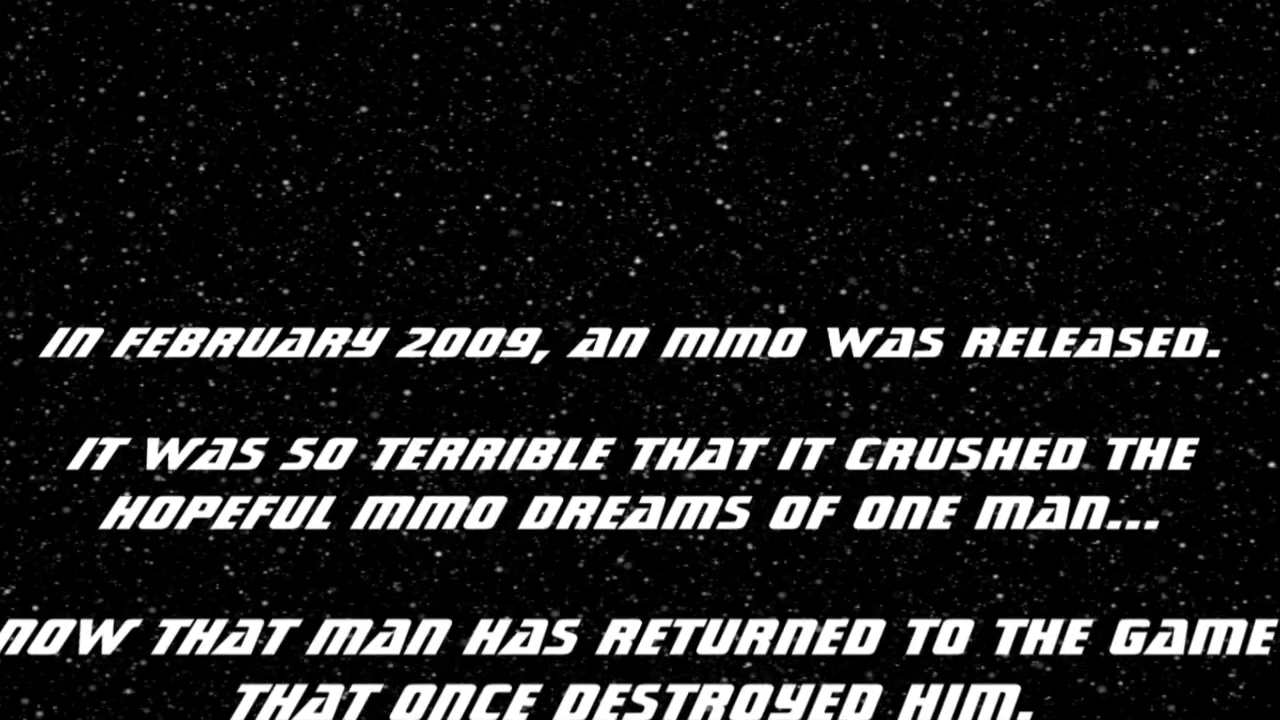 IN FEBRUARY 2009, AN MMO WAS RELEASED.
IT WAS SO TERRIBLE THAT IT CRUSHED THE
HOPEFUL MMO DREAMS OF ONE MAN...
NOW THAT MAN HAS RETURNED TO THE GAME
THAT ONCE DESTROYED HIM.